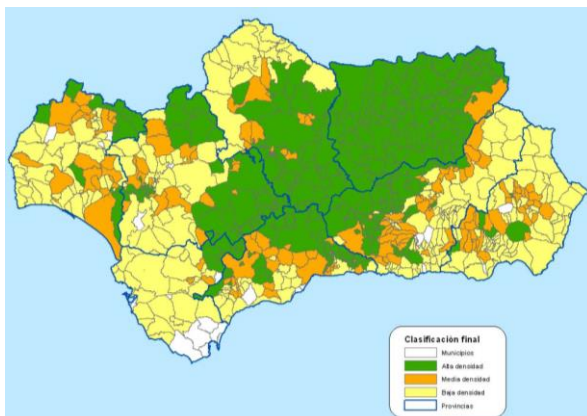 Clasificación final
Municipios
Alta densidad
Media densidad
Baja densidad
Provincias